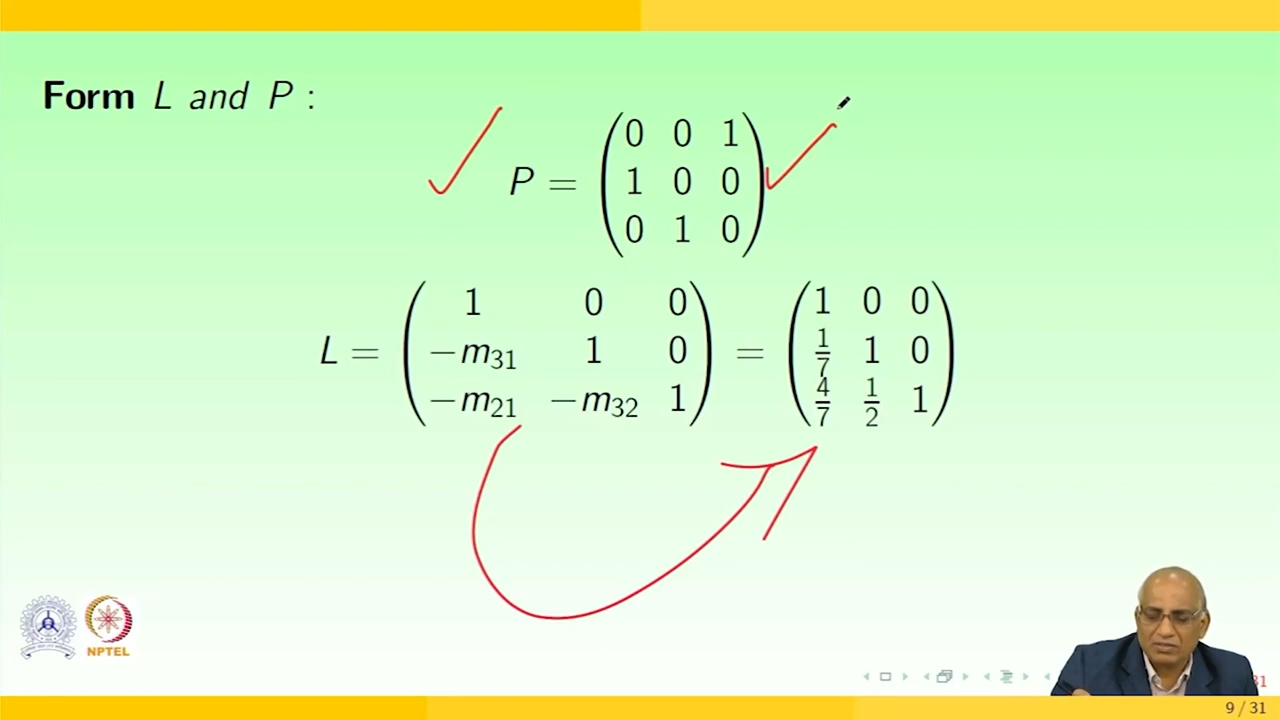 Form L and P :
P = ( 0 0 1
1 0 0
0 1 0 )
L = ( 1 0 0
−m₃₁ 1 0
−m₂₁ −m₃₂ 1 ) = ( 1 0 0
1/7 1 0
4/7 1/2 1 )
NPTEL
31
9 / 31